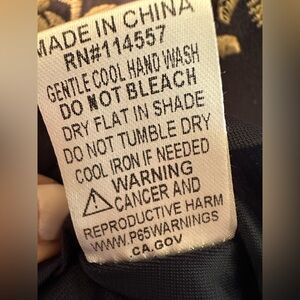 MADE IN CHINA
RN#114557
GENTLE COOL HAND WASH
DO NOT BLEACH
DRY FLAT IN SHADE
DO NOT TUMBLE DRY
COOL IRON IF NEEDED
WARNING
CANCER AND
REPRODUCTIVE HARM
WWW.P65WARNINGS
.CA.GOV